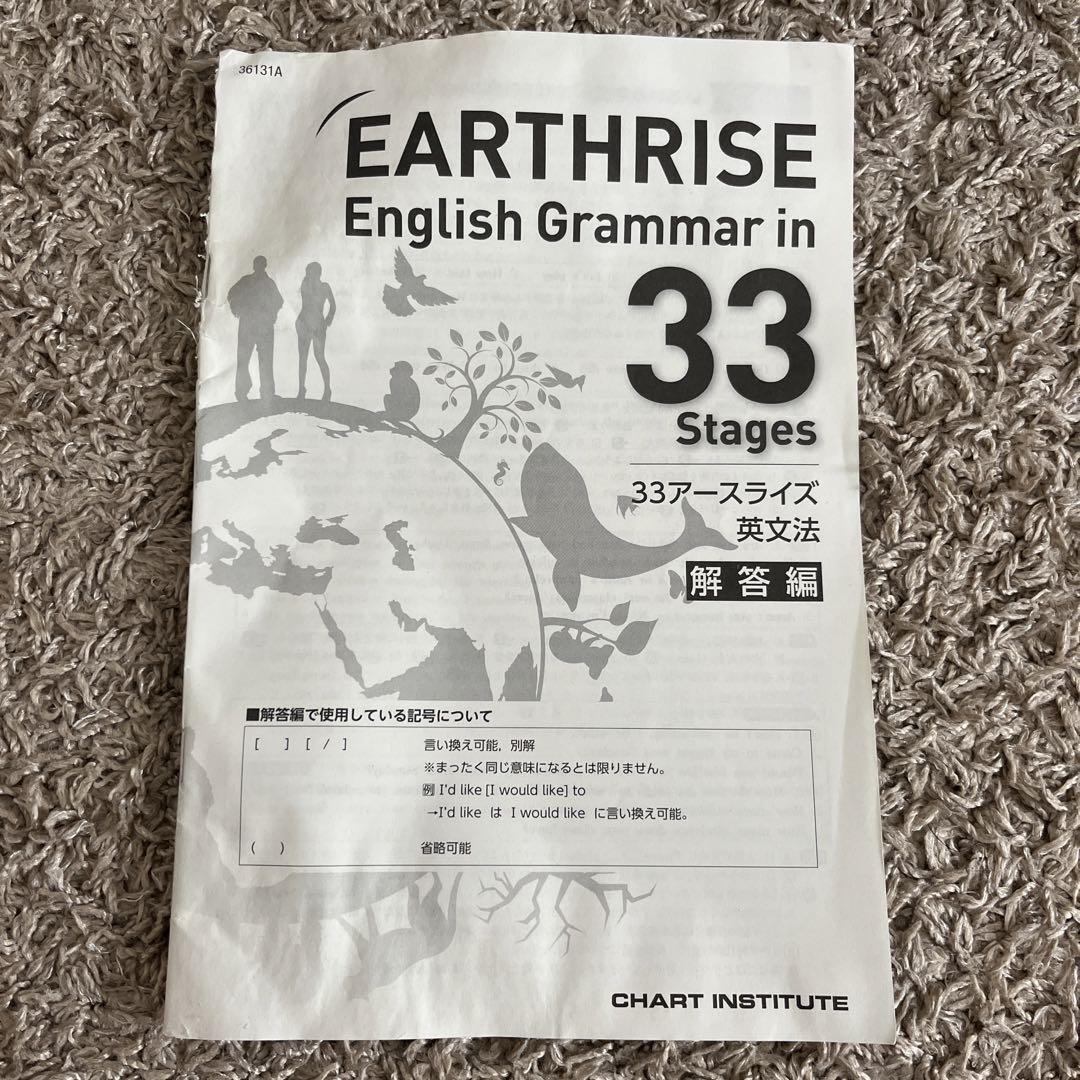 36131A
EARTHRISE
English Grammar in
33
Stages
33アースライズ
英文法
解答編
■解答編で使用している記号について
[　] [ / ]　言い換え可能，別解
※まったく同じ意味になるとは限りません。
例 I'd like [I would like] to
→I'd like は I would like に言い換え可能。
(　)　省略可能
CHART INSTITUTE